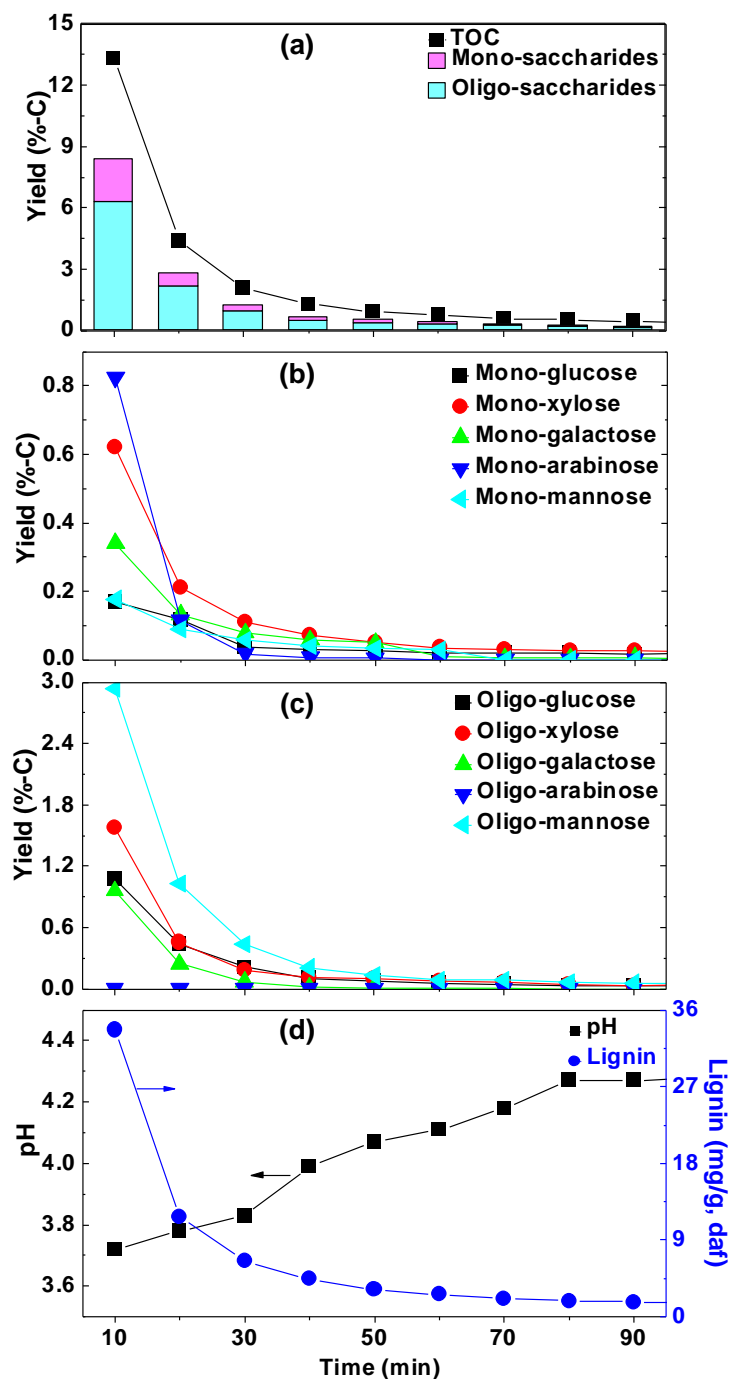 (a)
TOC
Mono-saccharides
Oligo-saccharides
Yield (%-C)
15
12
9
6
3
0
(b)
Mono-glucose
Mono-xylose
Mono-galactose
Mono-arabinose
Mono-mannose
Yield (%-C)
0.8
0.6
0.4
0.2
0.0
(c)
Oligo-glucose
Oligo-xylose
Oligo-galactose
Oligo-arabinose
Oligo-mannose
Yield (%-C)
3.0
2.4
1.8
1.2
0.6
0.0
(d)
pH
Lignin
pH
4.4
4.2
4.0
3.8
3.6
36
27
18
9
0
Lignin (mg/g, daf)
10 30 50 70 90
Time (min)